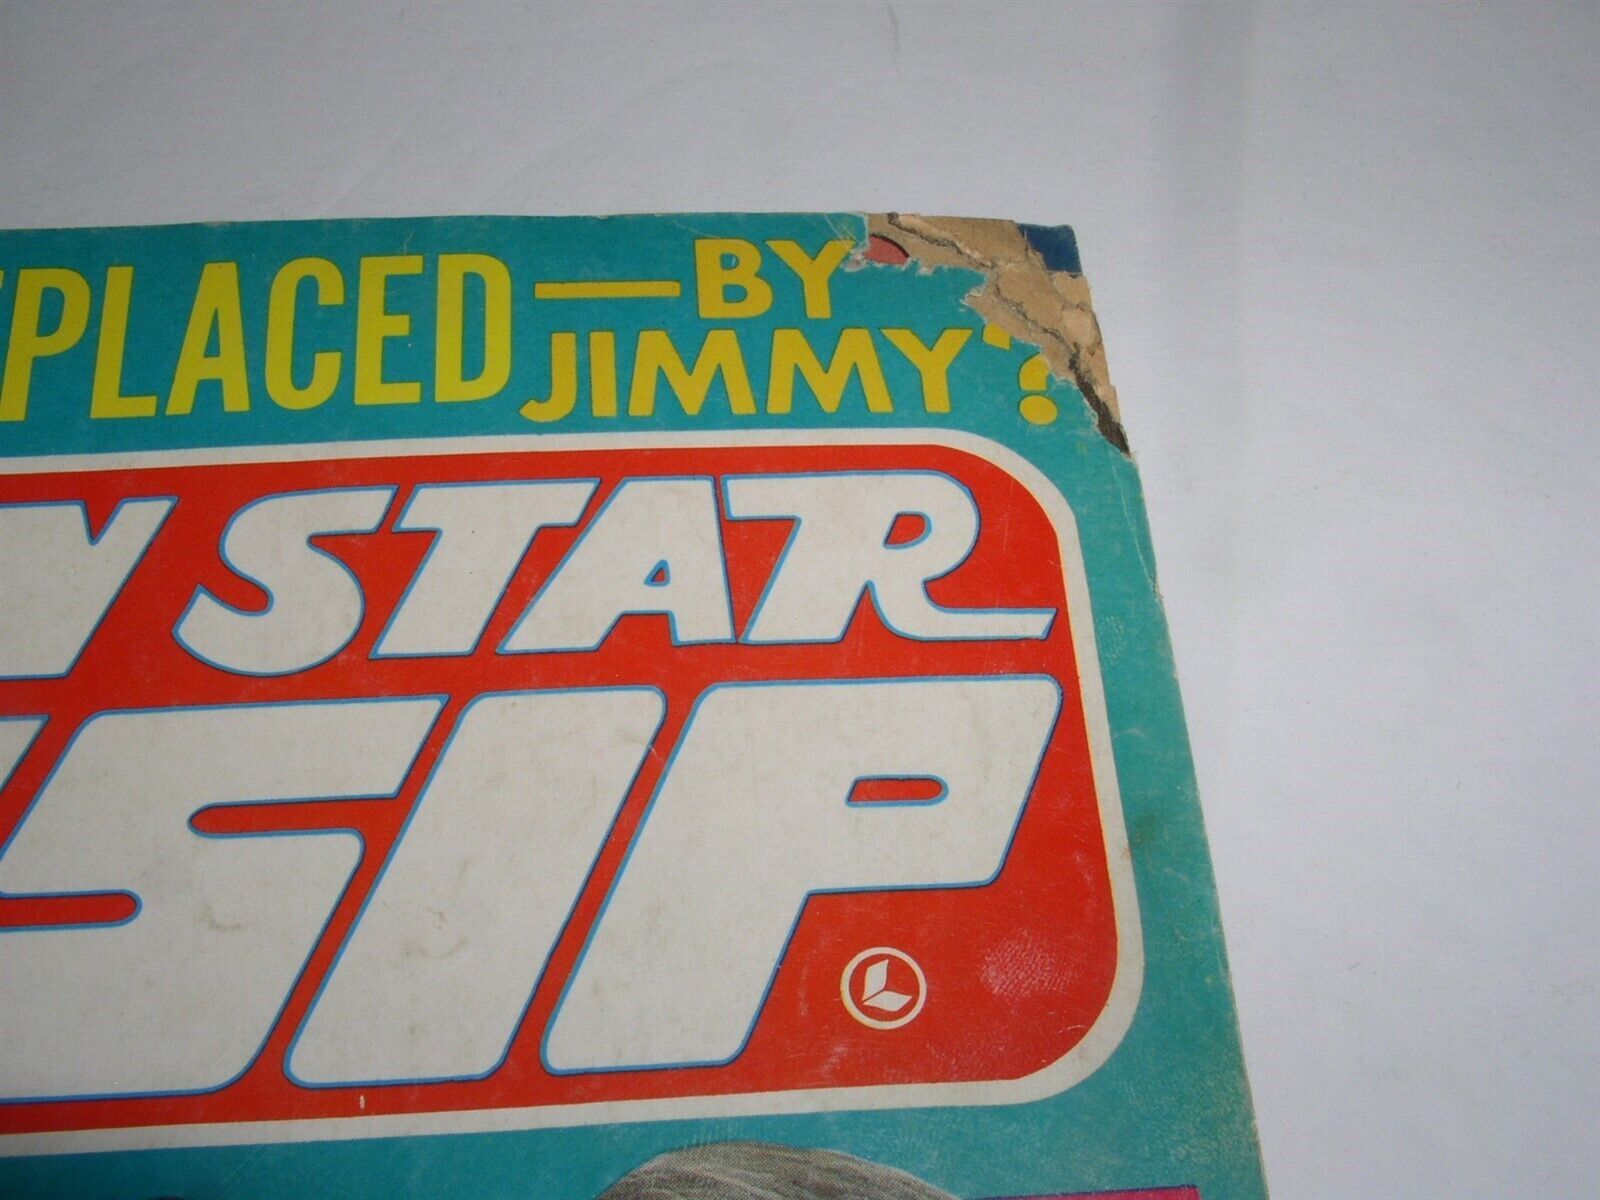 PLACED — BY
JIMMY?
Y STAR
SIP